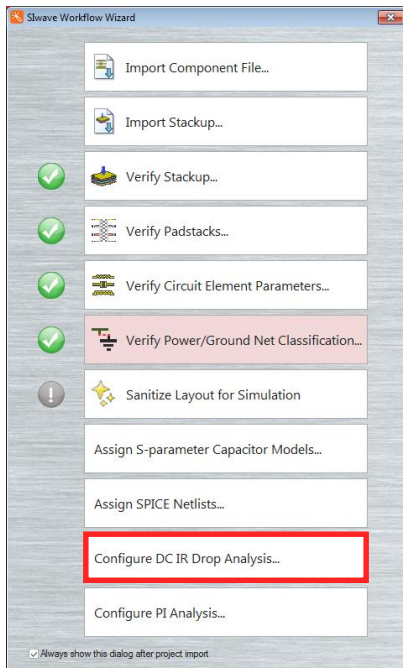 SIwave Workflow Wizard
Import Component File...
Import Stackup...
Verify Stackup...
Verify Padstacks...
Verify Circuit Element Parameters...
Verify Power/Ground Net Classification...
Sanitize Layout for Simulation
Assign S-parameter Capacitor Models...
Assign SPICE Netlists...
Configure DC IR Drop Analysis...
Configure PI Analysis...
Always show this dialog after project import